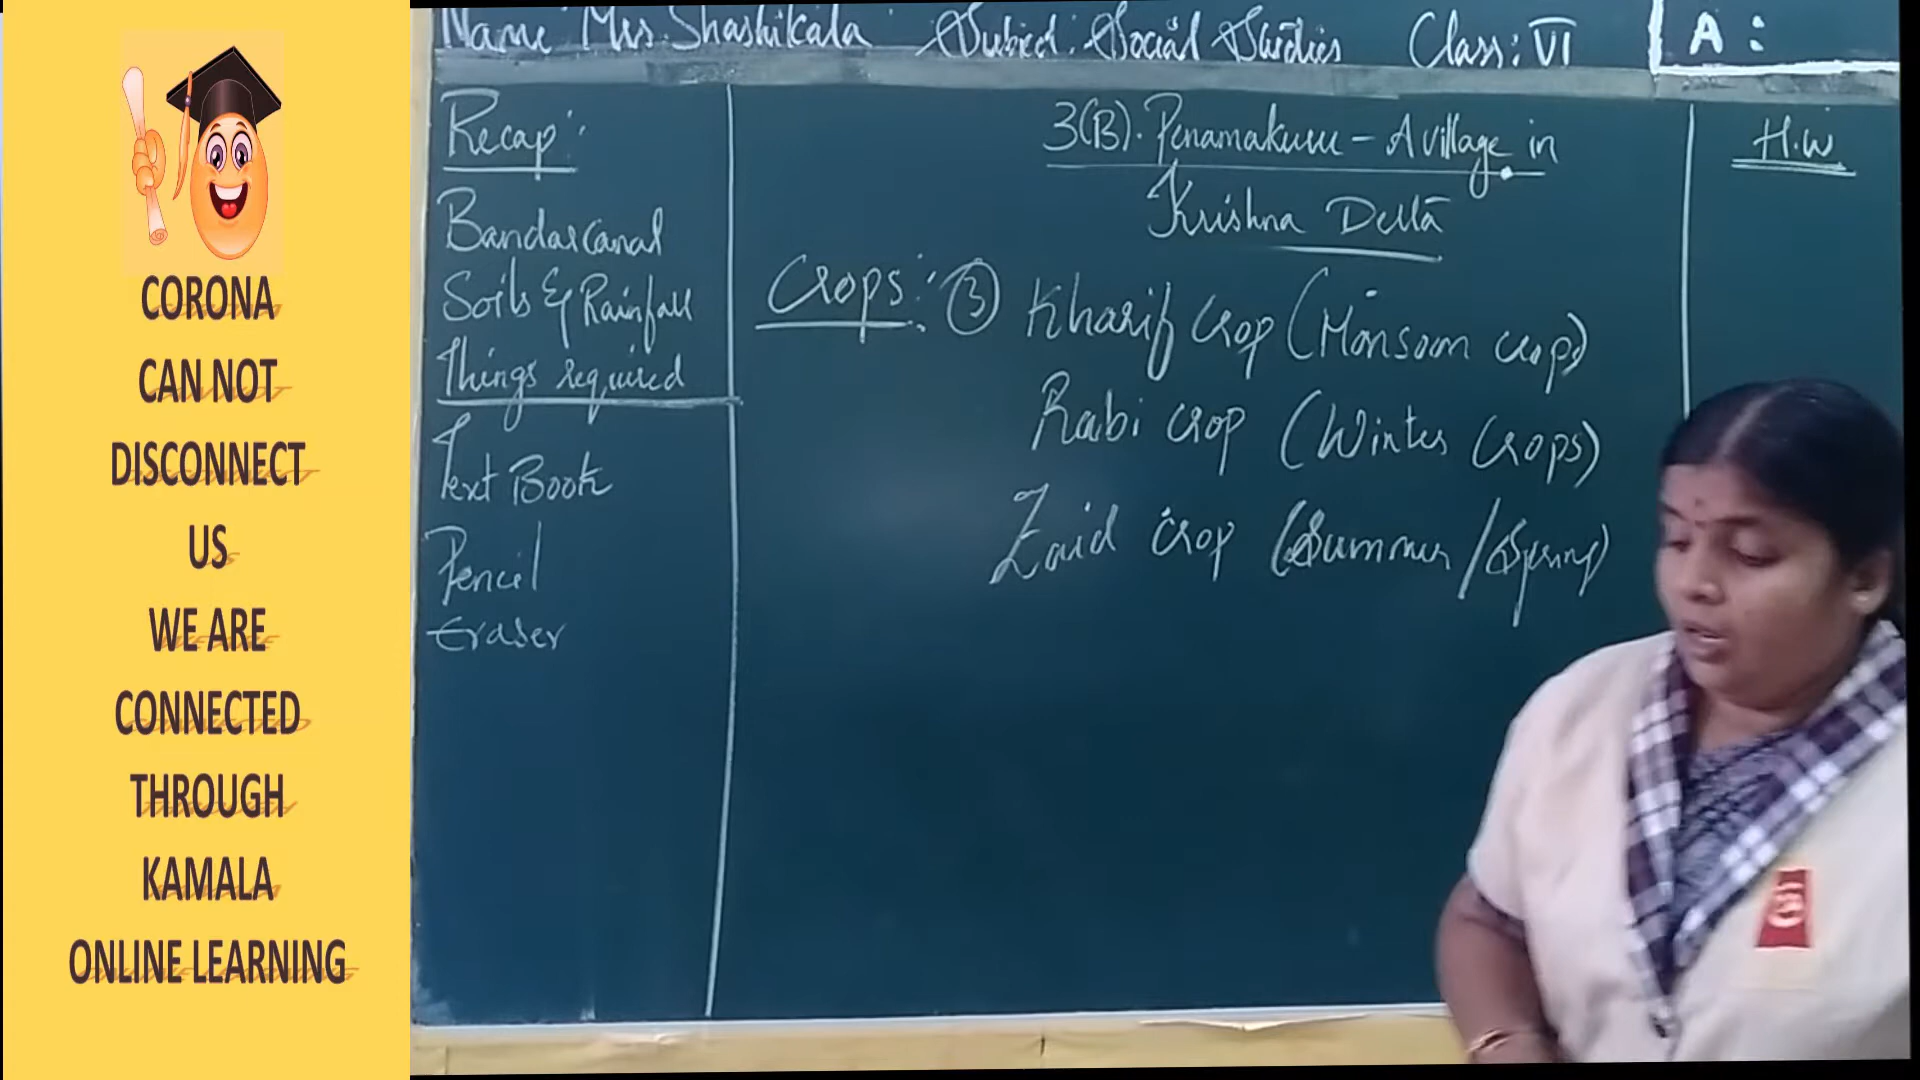 CORONA
CAN NOT
DISCONNECT
US
WE ARE
CONNECTED
THROUGH
KAMALA
ONLINE LEARNING
Name Mrs. Shashikala Subject: Social Studies Class: VI A :
Recap:
Bandar canal
Soils & Rainfall
Things required
Text Book
Pencil
Eraser
3(B). Penamakuru - A village in
Krishna Delta
Crops: ③ Kharif crop (Monsoon crops)
Rabi crop (Winter crops)
Zaid crop (Summer / Spring)
H.W